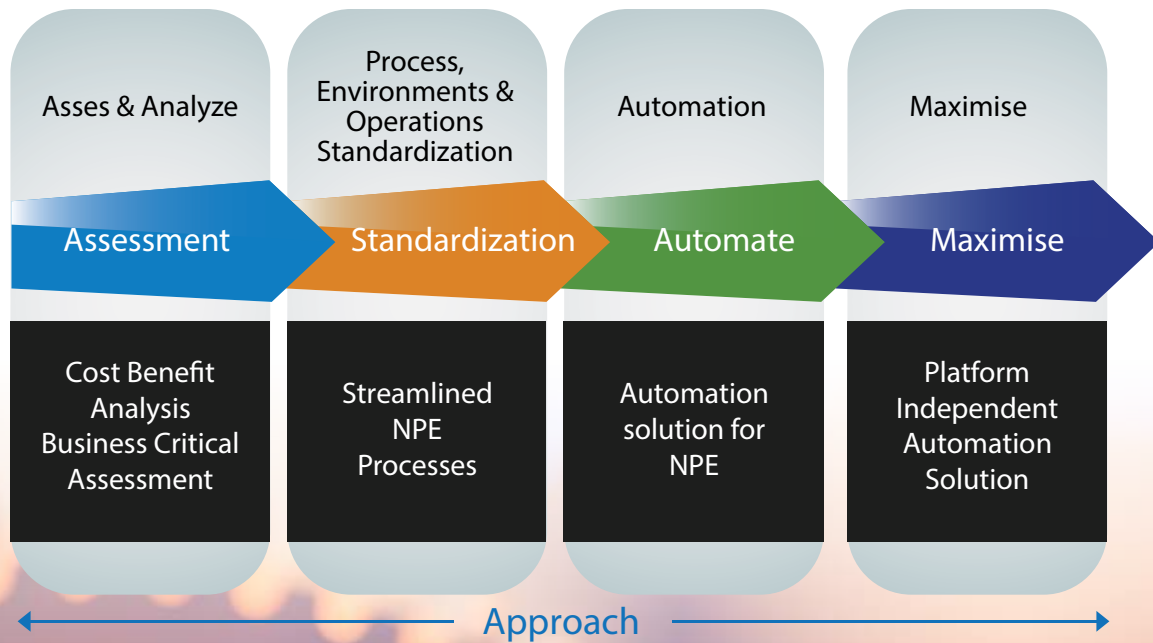 Asses & Analyze
Process,
Environments &
Operations
Standardization
Automation
Maximise
Assessment
Standardization
Automate
Maximise
Cost Benefit
Analysis
Business Critical
Assessment
Streamlined
NPE
Processes
Automation
solution for
NPE
Platform
Independent
Automation
Solution
Approach